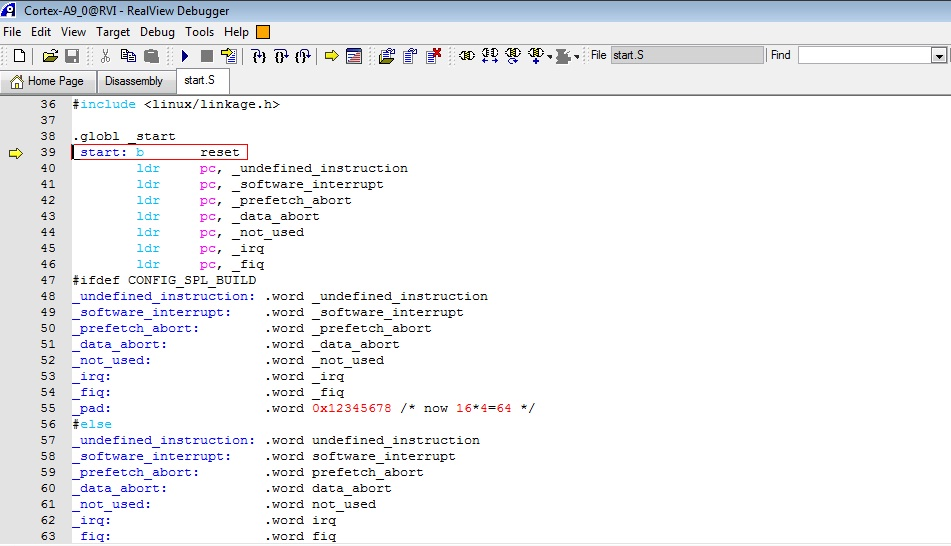 Cortex-A9_0@RVI - RealView Debugger
File Edit View Target Debug Tools Help
File start.S Find
Home Page Disassembly start.S
36 #include <linux/linkage.h>
37
38 .globl _start
39 _start: b reset
40 ldr pc, _undefined_instruction
41 ldr pc, _software_interrupt
42 ldr pc, _prefetch_abort
43 ldr pc, _data_abort
44 ldr pc, _not_used
45 ldr pc, _irq
46 ldr pc, _fiq
47 #ifdef CONFIG_SPL_BUILD
48 _undefined_instruction: .word _undefined_instruction
49 _software_interrupt: .word _software_interrupt
50 _prefetch_abort: .word _prefetch_abort
51 _data_abort: .word _data_abort
52 _not_used: .word _not_used
53 _irq: .word _irq
54 _fiq: .word _fiq
55 _pad: .word 0x12345678 /* now 16*4=64 */
56 #else
57 _undefined_instruction: .word undefined_instruction
58 _software_interrupt: .word software_interrupt
59 _prefetch_abort: .word prefetch_abort
60 _data_abort: .word data_abort
61 _not_used: .word not_used
62 _irq: .word irq
63 _fiq: .word fiq